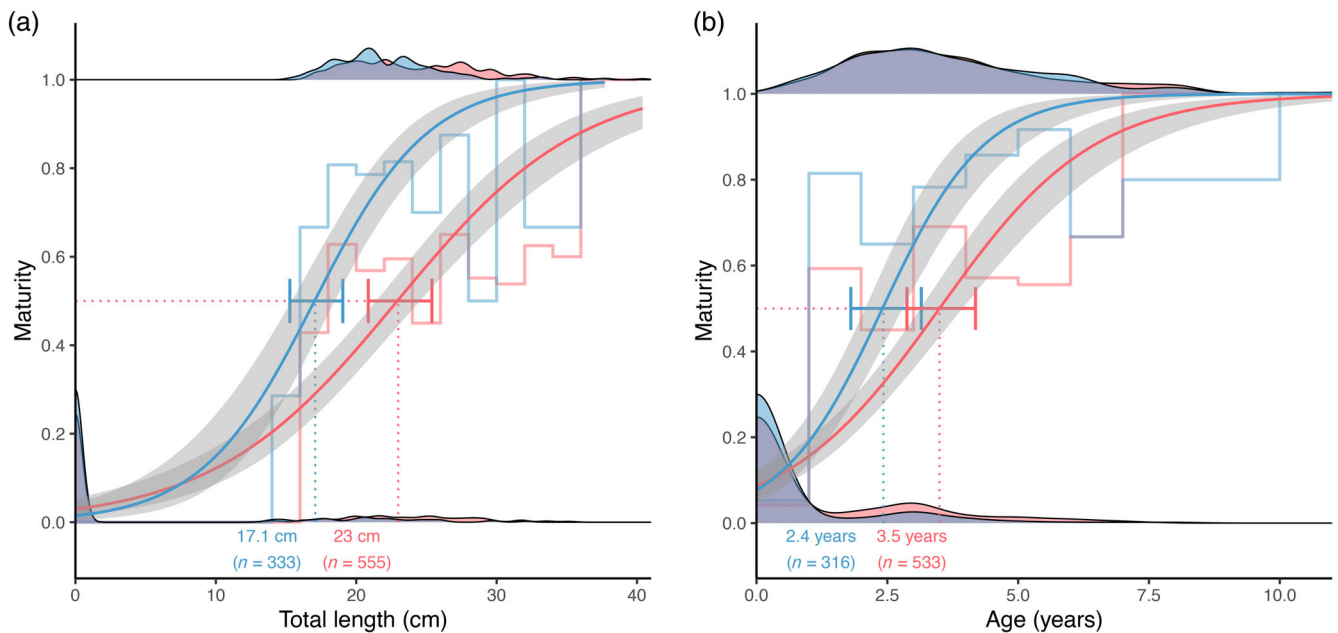 (a)
1.0
0.8
0.6
0.4
0.2
0.0
Maturity
17.1 cm
(n = 333)
23 cm
(n = 555)
0
10
20
30
40
Total length (cm)
(b)
1.0
0.8
0.6
0.4
0.2
0.0
Maturity
2.4 years
(n = 316)
3.5 years
(n = 533)
0.0
2.5
5.0
7.5
10.0
Age (years)